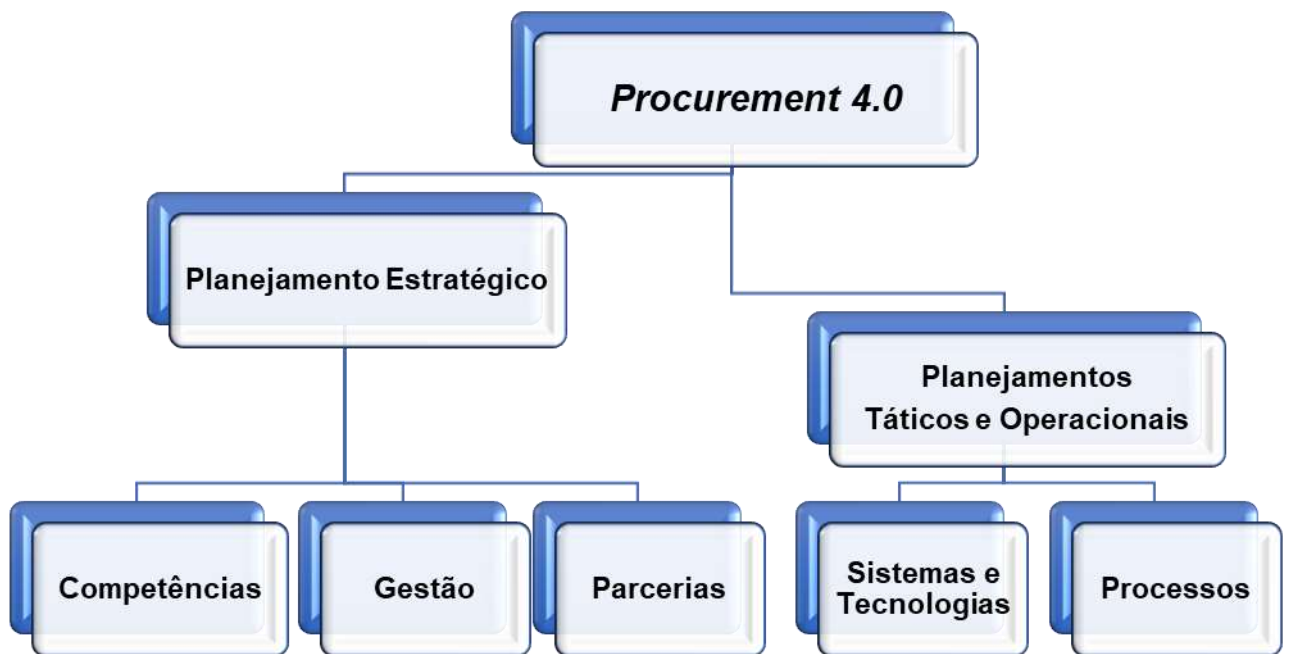 Procurement 4.0
Planejamento Estratégico
Planejamentos
Táticos e Operacionais
Competências
Gestão
Parcerias
Sistemas e
Tecnologias
Processos